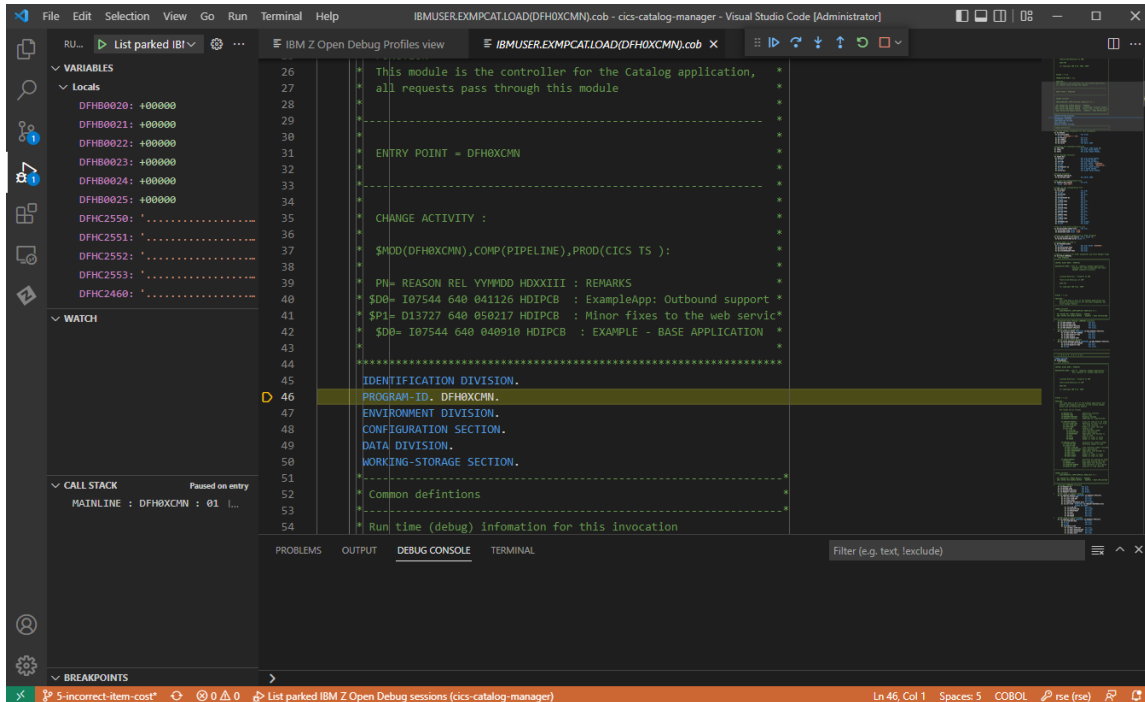 File Edit Selection View Go Run Terminal Help
IBMUSER.EXMPCAT.LOAD(DFH0XCMN).cob - cics-catalog-manager - Visual Studio Code [Administrator]
RU... List parked IBM
IBM Z Open Debug Profiles view
IBMUSER.EXMPCAT.LOAD(DFH0XCMN).cob
VARIABLES
Locals
DFHB0020: +00000
DFHB0021: +00000
DFHB0022: +00000
DFHB0023: +00000
DFHB0024: +00000
DFHB0025: +00000
DFHC2550: '..................
DFHC2551: '..................
DFHC2552: '..................
DFHC2553: '..................
DFHC2460: '..................
WATCH
CALL STACK Paused on entry
MAINLINE : DFH0XCMN : 01 |...
BREAKPOINTS
26 * This module is the controller for the Catalog application, *
27 * all requests pass through this module *
28 * *
29 *------------------------------------------------------------- *
30 * *
31 * ENTRY POINT = DFH0XCMN *
32 * *
33 *------------------------------------------------------------- *
34 * *
35 * CHANGE ACTIVITY : *
36 * *
37 * $MOD(DFH0XCMN),COMP(PIPELINE),PROD(CICS TS ): *
38 * *
39 * PN= REASON REL YYMMDD HDXXIII : REMARKS *
40 * $D0= I07544 640 041126 HDIPCB : ExampleApp: Outbound support *
41 * $P1= D13727 640 050217 HDIPCB : Minor fixes to the web servic*
42 * $D0= I07544 640 040910 HDIPCB : EXAMPLE - BASE APPLICATION *
43 * *
44 *****************************************************************
45 IDENTIFICATION DIVISION.
46 PROGRAM-ID. DFH0XCMN.
47 ENVIRONMENT DIVISION.
48 CONFIGURATION SECTION.
49 DATA DIVISION.
50 WORKING-STORAGE SECTION.
51 *----------------------------------------------------------------*
52 * Common defintions *
53 *----------------------------------------------------------------*
54 * Run time (debug) infomation for this invocation
PROBLEMS OUTPUT DEBUG CONSOLE TERMINAL
Filter (e.g. text, !exclude)
5-incorrect-item-cost* 0 0 List parked IBM Z Open Debug sessions (cics-catalog-manager)
Ln 46, Col 1 Spaces: 5 COBOL rse (rse)